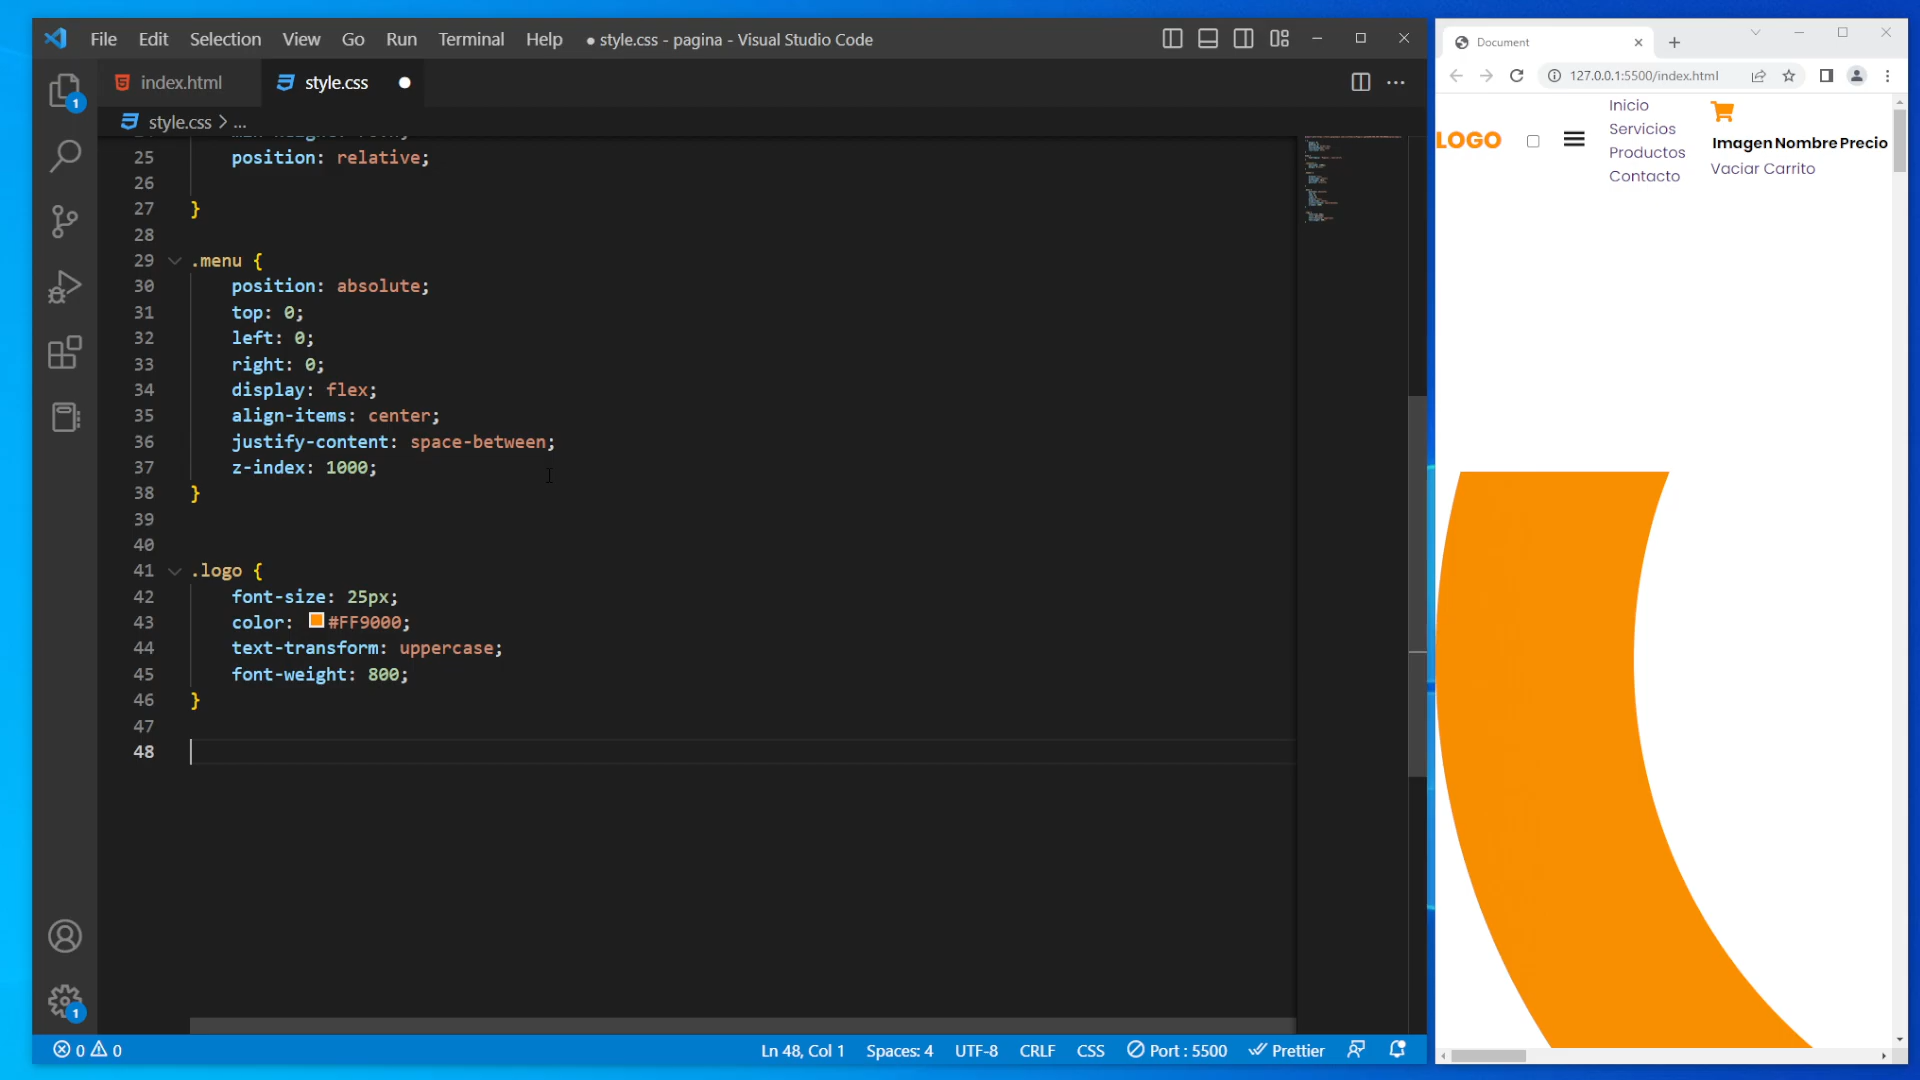 File Edit Selection View Go Run Terminal Help ● style.css - pagina - Visual Studio Code
index.html style.css
style.css > ...
25 position: relative;
26
27 }
28
29 .menu {
30 position: absolute;
31 top: 0;
32 left: 0;
33 right: 0;
34 display: flex;
35 align-items: center;
36 justify-content: space-between;
37 z-index: 1000;
38 }
39
40
41 .logo {
42 font-size: 25px;
43 color: #FF9000;
44 text-transform: uppercase;
45 font-weight: 800;
46 }
47
48
1
1
0 0 Ln 48, Col 1 Spaces: 4 UTF-8 CRLF CSS Port : 5500 Prettier
Document
127.0.0.1:5500/index.html
LOGO
Inicio
Servicios
Productos
Contacto
Imagen Nombre Precio
Vaciar Carrito